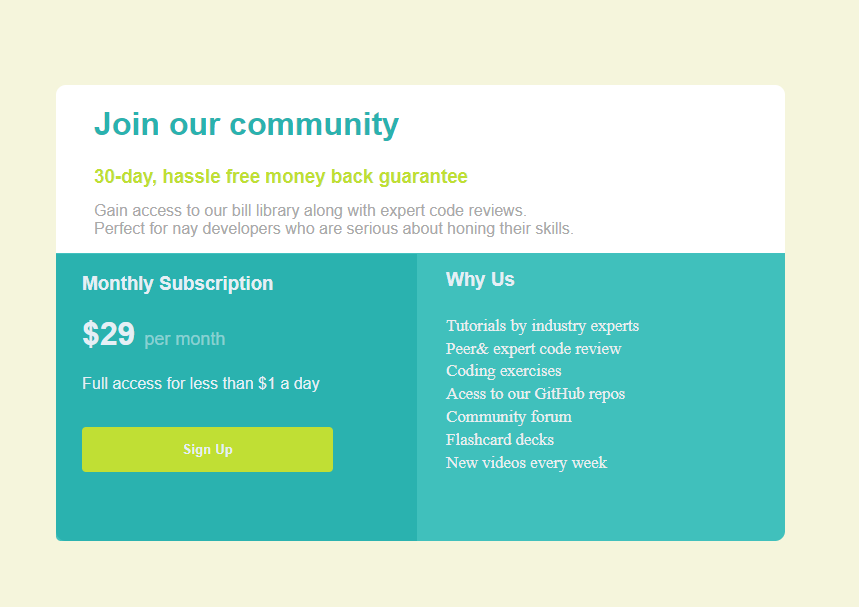 Join our community
30-day, hassle free money back guarantee
Gain access to our bill library along with expert code reviews.
Perfect for nay developers who are serious about honing their skills.
Monthly Subscription
$29 per month
Full access for less than $1 a day
Sign Up
Why Us
Tutorials by industry experts
Peer& expert code review
Coding exercises
Acess to our GitHub repos
Community forum
Flashcard decks
New videos every week